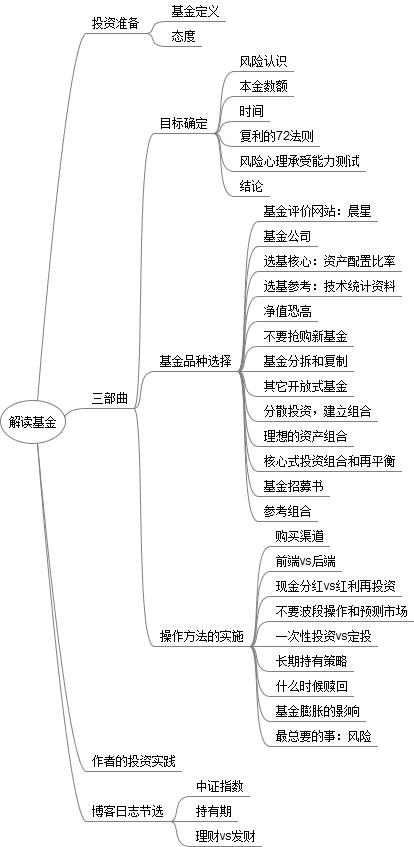 基金定义
投资准备
态度
风险认识
本金数额
目标确定
时间
复利的72法则
风险心理承受能力测试
结论
基金评价网站：晨星
基金公司
选基核心：资产配置比率
选基参考：技术统计资料
净值恐高
不要抢购新基金
基金品种选择
基金分拆和复制
其它开放式基金
三部曲
分散投资，建立组合
解读基金
理想的资产组合
核心式投资组合和再平衡
基金招募书
参考组合
购买渠道
前端vs后端
现金分红vs红利再投资
不要波段操作和预测市场
操作方法的实施
一次性投资vs定投
长期持有策略
什么时候赎回
基金膨胀的影响
最总要的事：风险
作者的投资实践
中证指数
博客日志节选
持有期
理财vs发财